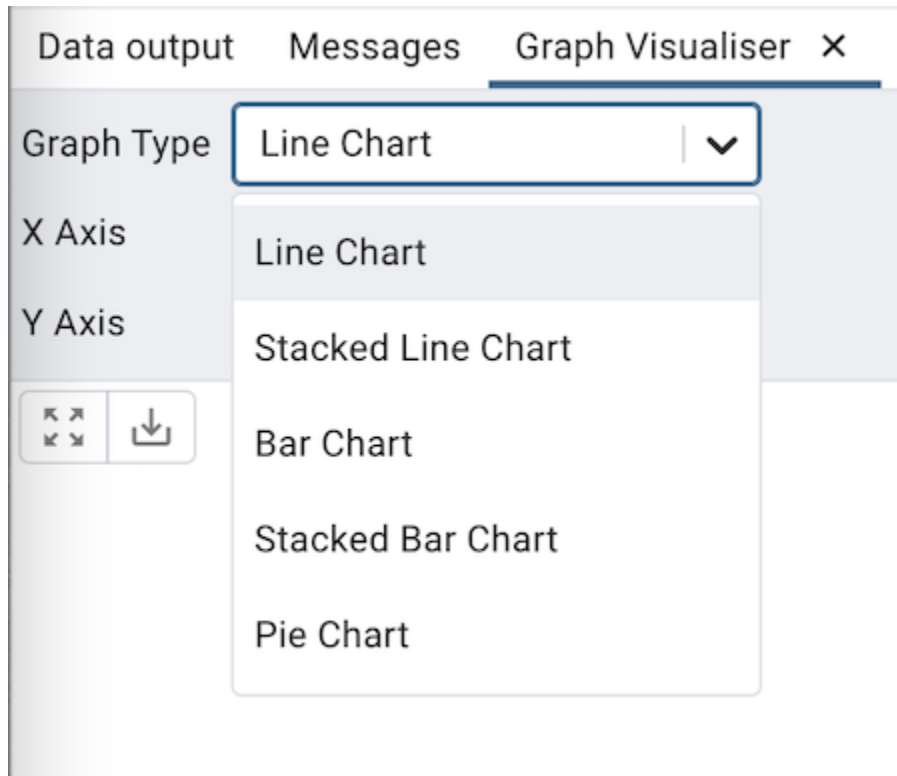 Data output Messages Graph Visualiser ×
Graph Type Line Chart
X Axis
Line Chart
Y Axis
Stacked Line Chart
Bar Chart
Stacked Bar Chart
Pie Chart